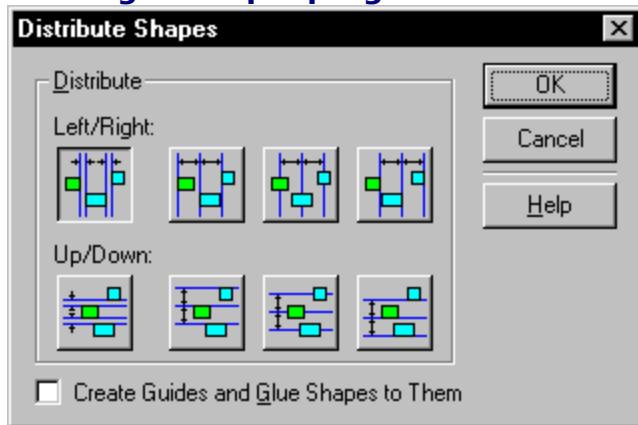 Distribute Shapes
Distribute
Left/Right:
Up/Down:
OK
Cancel
Help
Create Guides and Glue Shapes to Them